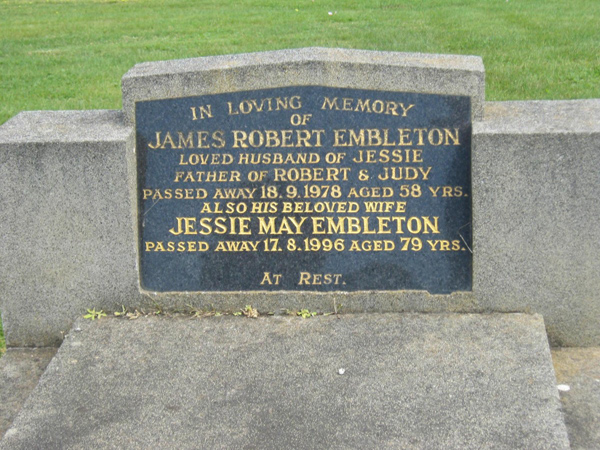 IN LOVING MEMORY
OF
JAMES ROBERT EMBLETON
LOVED HUSBAND OF JESSIE
FATHER OF ROBERT & JUDY
PASSED AWAY 18.9.1978 AGED 58 YRS.
ALSO HIS BELOVED WIFE
JESSIE MAY EMBLETON
PASSED AWAY 17.8.1996 AGED 79 YRS.
AT REST.